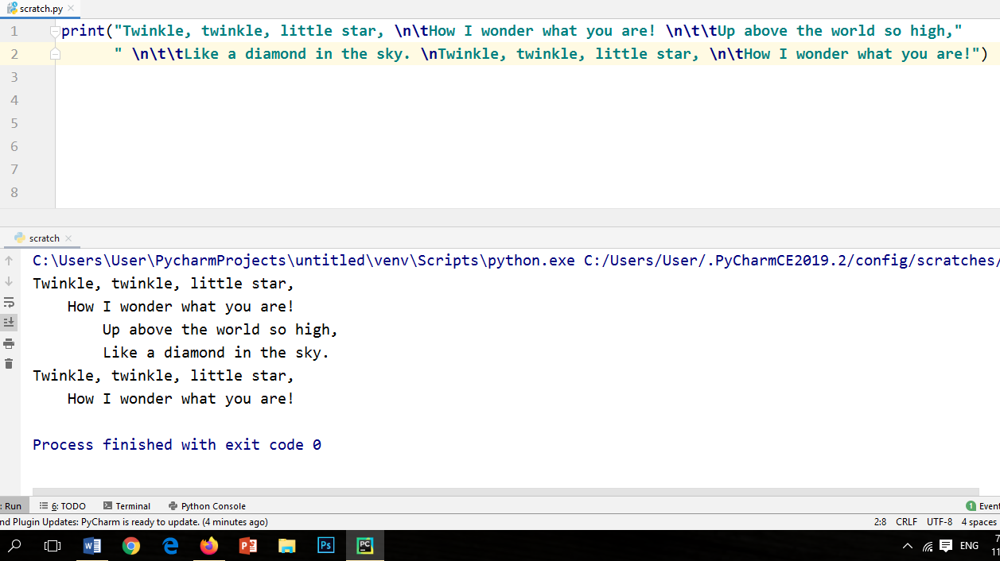 scratch.py
1 print("Twinkle, twinkle, little star, \n\tHow I wonder what you are! \n\t\tUp above the world so high,"
2 " \n\t\tLike a diamond in the sky. \nTwinkle, twinkle, little star, \n\tHow I wonder what you are!")
3
4
5
6
7
8
scratch
C:\Users\User\PycharmProjects\untitled\venv\Scripts\python.exe C:/Users/User/.PyCharmCE2019.2/config/scratches/
Twinkle, twinkle, little star,
    How I wonder what you are!
        Up above the world so high,
        Like a diamond in the sky.
Twinkle, twinkle, little star,
    How I wonder what you are!
Process finished with exit code 0
: Run 6: TODO Terminal Python Console 1 Event
nd Plugin Updates: PyCharm is ready to update. (4 minutes ago) 2:8 CRLF UTF-8 4 spaces
W P Ps PC ENG 7
11